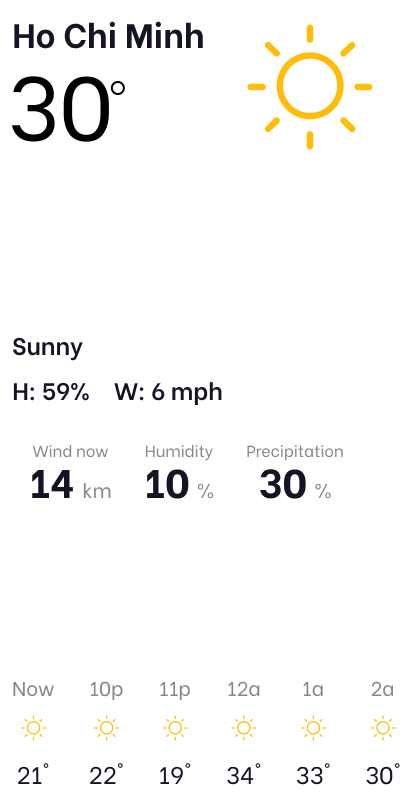 Ho Chi Minh
30°
Sunny
H: 59% W: 6 mph
Wind now Humidity Precipitation
14 km 10 % 30 %
Now 10p 11p 12a 1a 2a
21° 22° 19° 34° 33° 30°